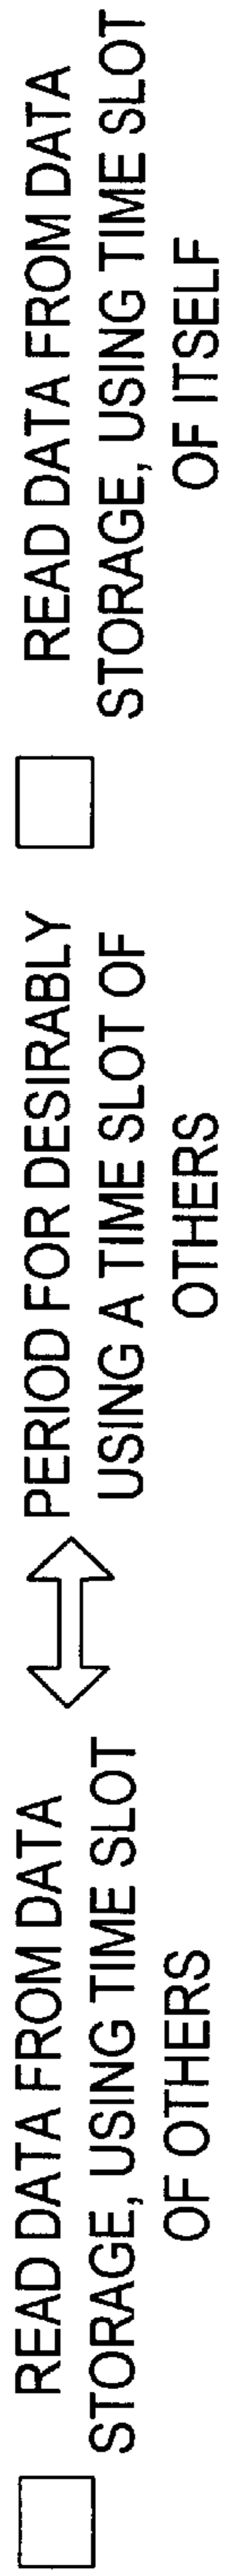 READ DATA FROM DATA
STORAGE, USING TIME SLOT
OF OTHERS
PERIOD FOR DESIRABLY
USING A TIME SLOT OF
OTHERS
READ DATA FROM DATA
STORAGE, USING TIME SLOT
OF ITSELF